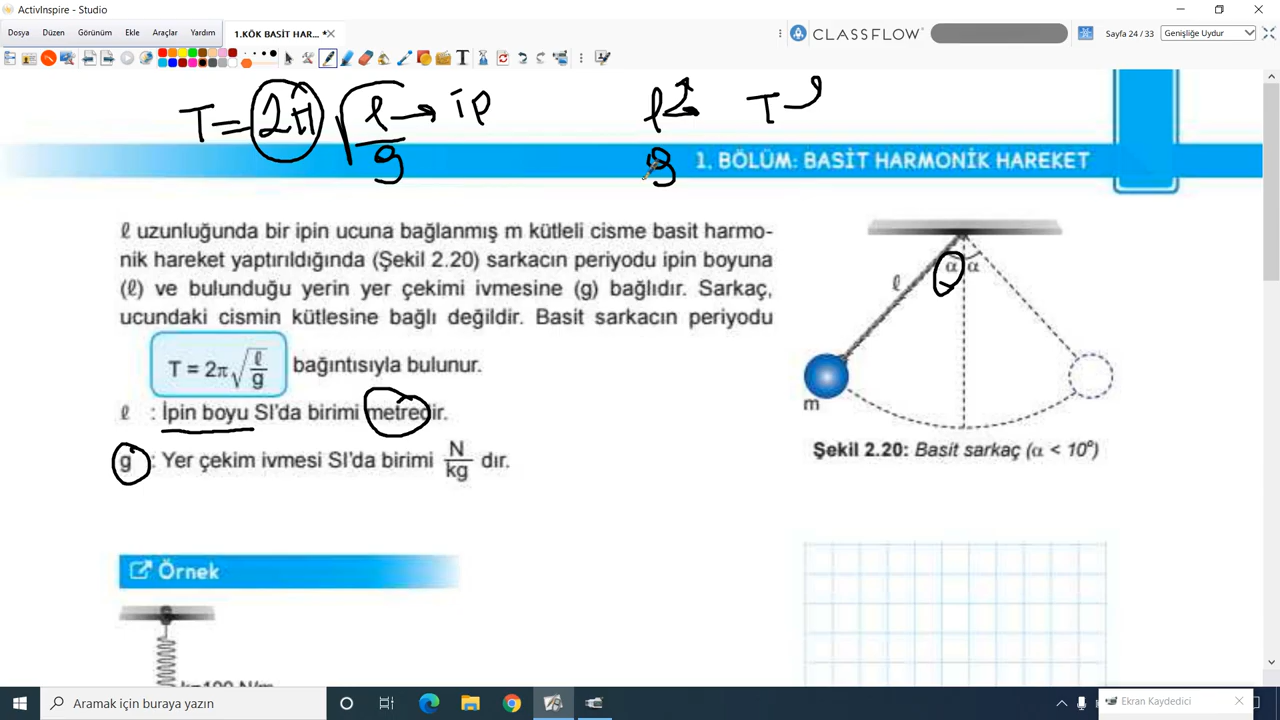 ActivInspire - Studio
Dosya Düzen Görünüm Ekle Araçlar Yardım
1.KÖK BASİT HAR... *
CLASSFLOW
Sayfa 24 / 33
Genişliğe Uydur
T = 2π √ℓ/g → ip
ℓ T
g
1. BÖLÜM: BASİT HARMONİK HAREKET
ℓ uzunluğunda bir ipin ucuna bağlanmış m kütleli cisme basit harmo-
nik hareket yaptırıldığında (Şekil 2.20) sarkacın periyodu ipin boyuna
(ℓ) ve bulunduğu yerin yer çekimi ivmesine (g) bağlıdır. Sarkaç,
ucundaki cismin kütlesine bağlı değildir. Basit sarkacın periyodu
T = 2π √ℓ/g bağıntısıyla bulunur.
ℓ : İpin boyu SI'da birimi metredir.
g : Yer çekim ivmesi SI'da birimi N/kg dır.
α α
ℓ
m
Şekil 2.20: Basit sarkaç (α < 10°)
Örnek
k=100 N/m
Aramak için buraya yazın
Ekran Kaydedici